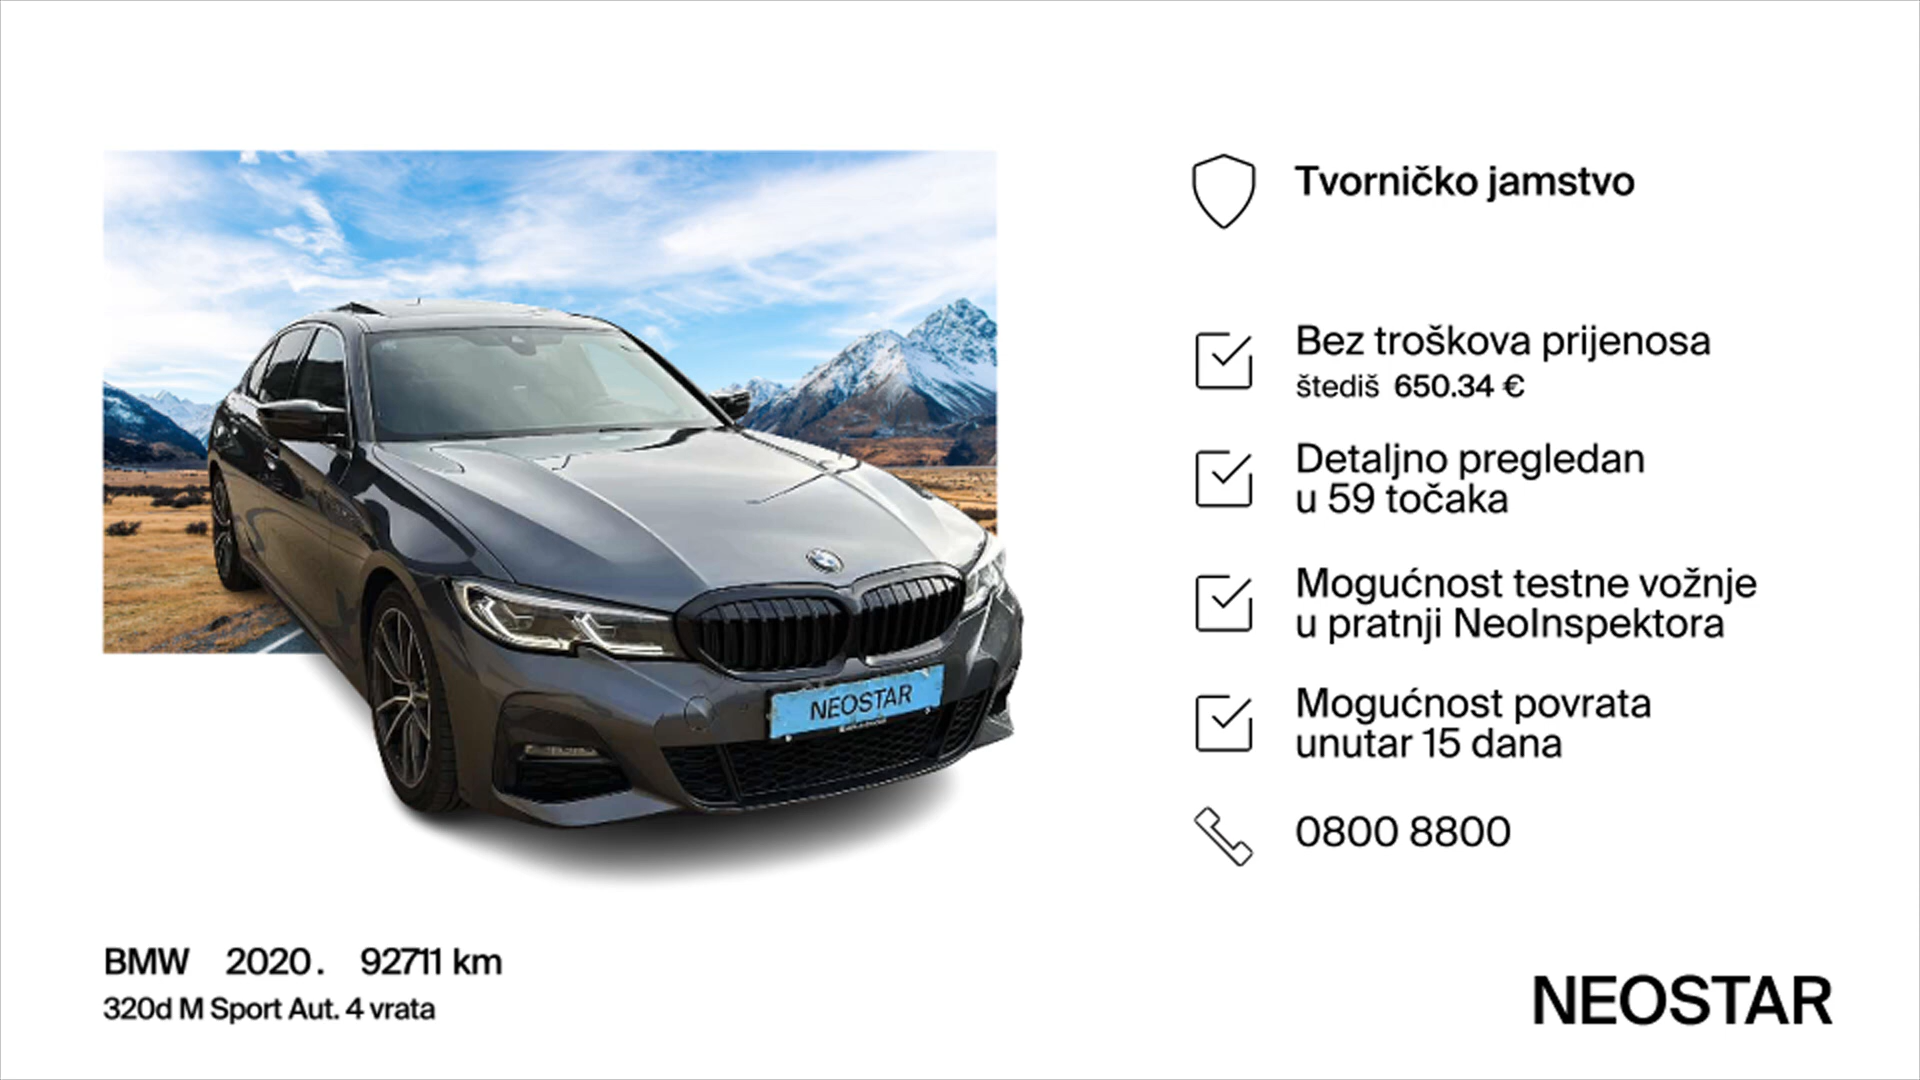 Tvorničko jamstvo
Bez troškova prijenosa
štediš 650.34 €
Detaljno pregledan
u 59 točaka
Mogućnost testne vožnje
u pratnji NeoInspektora
Mogućnost povrata
unutar 15 dana
0800 8800
NEOSTAR
BMW 2020. 92711 km
320d M Sport Aut. 4 vrata
NEOSTAR